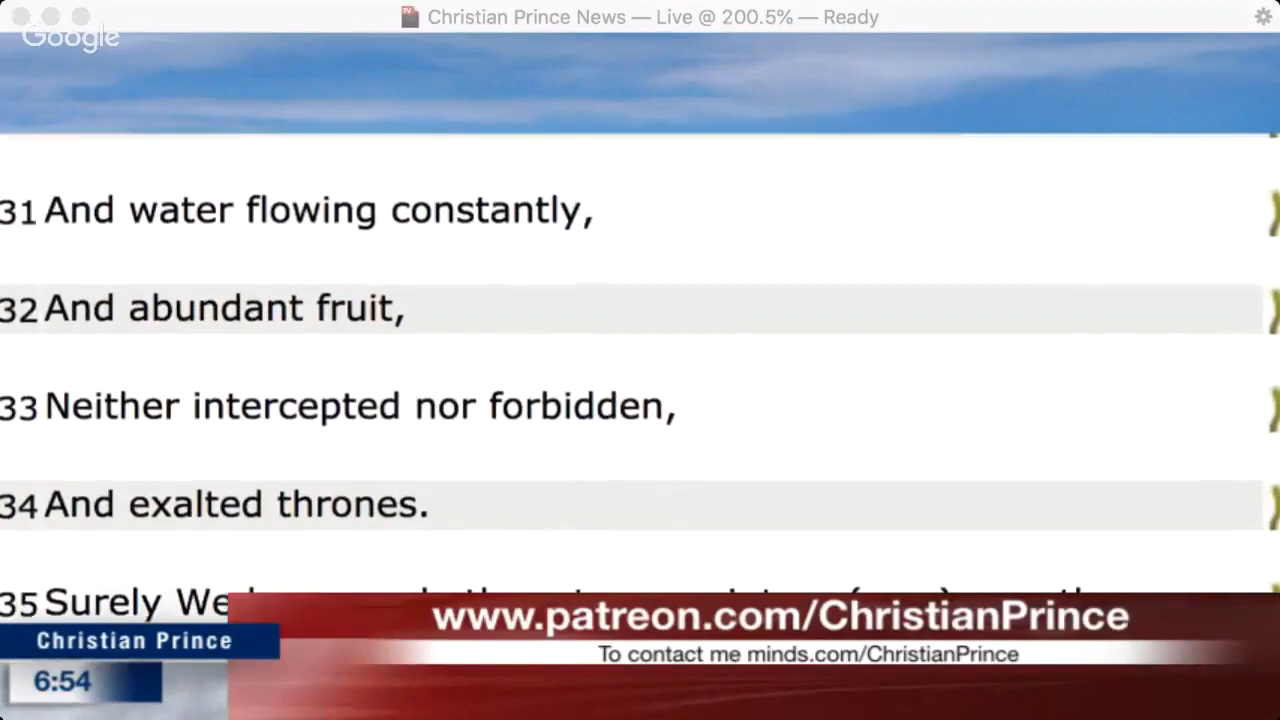 Christian Prince News — Live @ 200.5% — Ready
Google
31 And water flowing constantly,
32 And abundant fruit,
33 Neither intercepted nor forbidden,
34 And exalted thrones.
35 Surely We
www.patreon.com/ChristianPrince
Christian Prince
To contact me minds.com/ChristianPrince
6:54